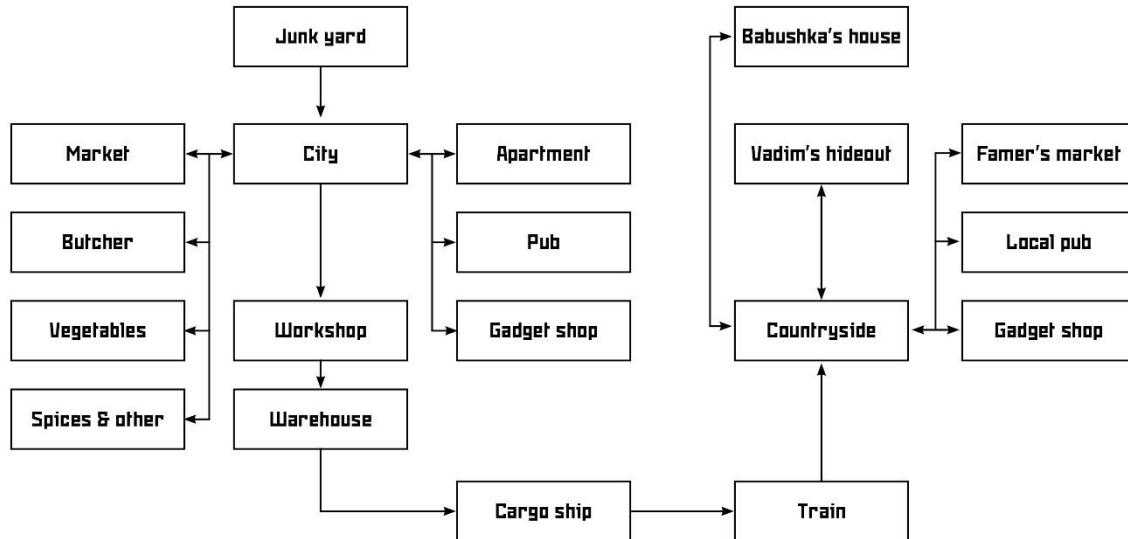 Junk yard
Babushka's house
Market
City
Apartment
Vadim's hideout
Famer's market
Butcher
Pub
Local pub
Vegetables
Workshop
Gadget shop
Countryside
Gadget shop
Spices & other
Warehouse
Cargo ship
Train